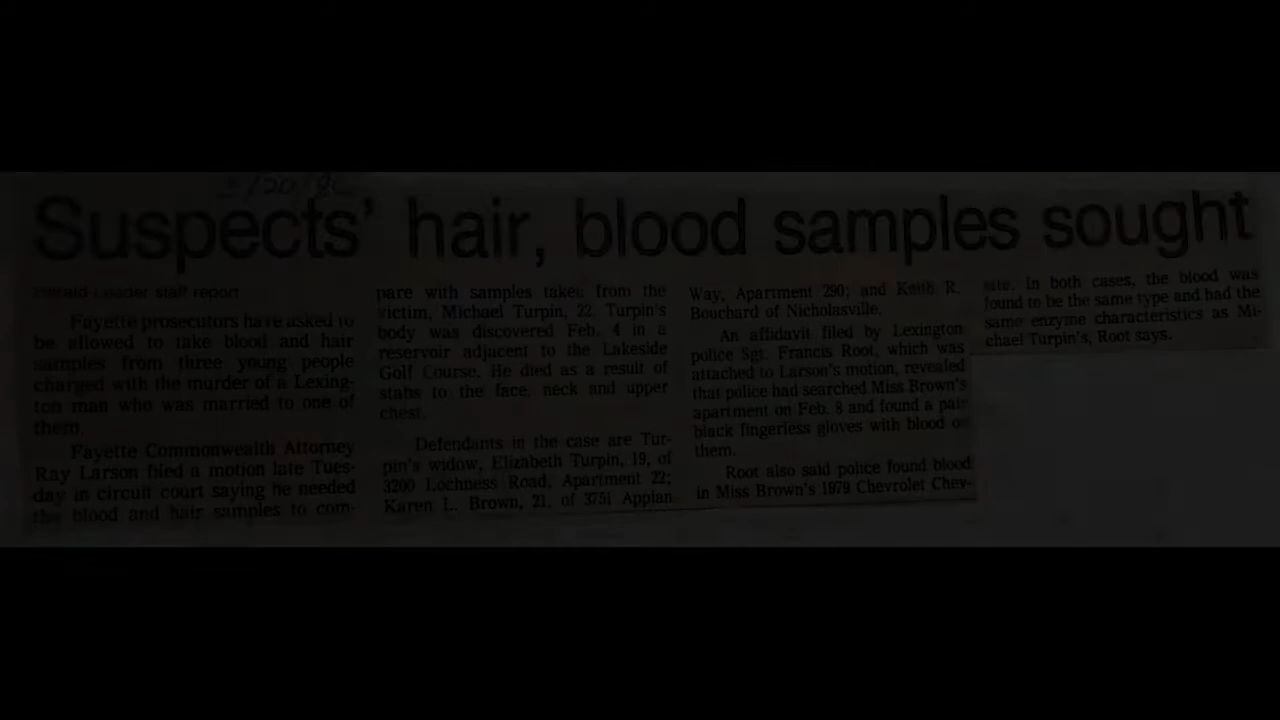 3/20/86
Suspects' hair, blood samples sought
Herald-Leader staff report
Fayette prosecutors have asked to
be allowed to take blood and hair
samples from three young people
charged with the murder of a Lexing-
ton man who was married to one of
them.
Fayette Commonwealth Attorney
Ray Larson filed a motion late Tues-
day in circuit court saying he needed
the blood and hair samples to com-
pare with samples taken from the
victim, Michael Turpin, 22. Turpin's
body was discovered Feb. 4 in a
reservoir adjacent to the Lakeside
Golf Course. He died as a result of
stabs to the face, neck and upper
chest.
Defendants in the case are Tur-
pin's widow, Elizabeth Turpin, 19, of
3200 Lochness Road, Apartment 22;
Karen L. Brown, 21, of 3751 Appian
Way, Apartment 290; and Keith R.
Bouchard of Nicholasville.
An affidavit filed by Lexington
police Sgt. Francis Root, which was
attached to Larson's motion, revealed
that police had searched Miss Brown's
apartment on Feb. 8 and found a pair
black fingerless gloves with blood on
them.
Root also said police found blood
in Miss Brown's 1979 Chevrolet Chev-
ette. In both cases, the blood was
found to be the same type and had the
same enzyme characteristics as Mi-
chael Turpin's, Root says.